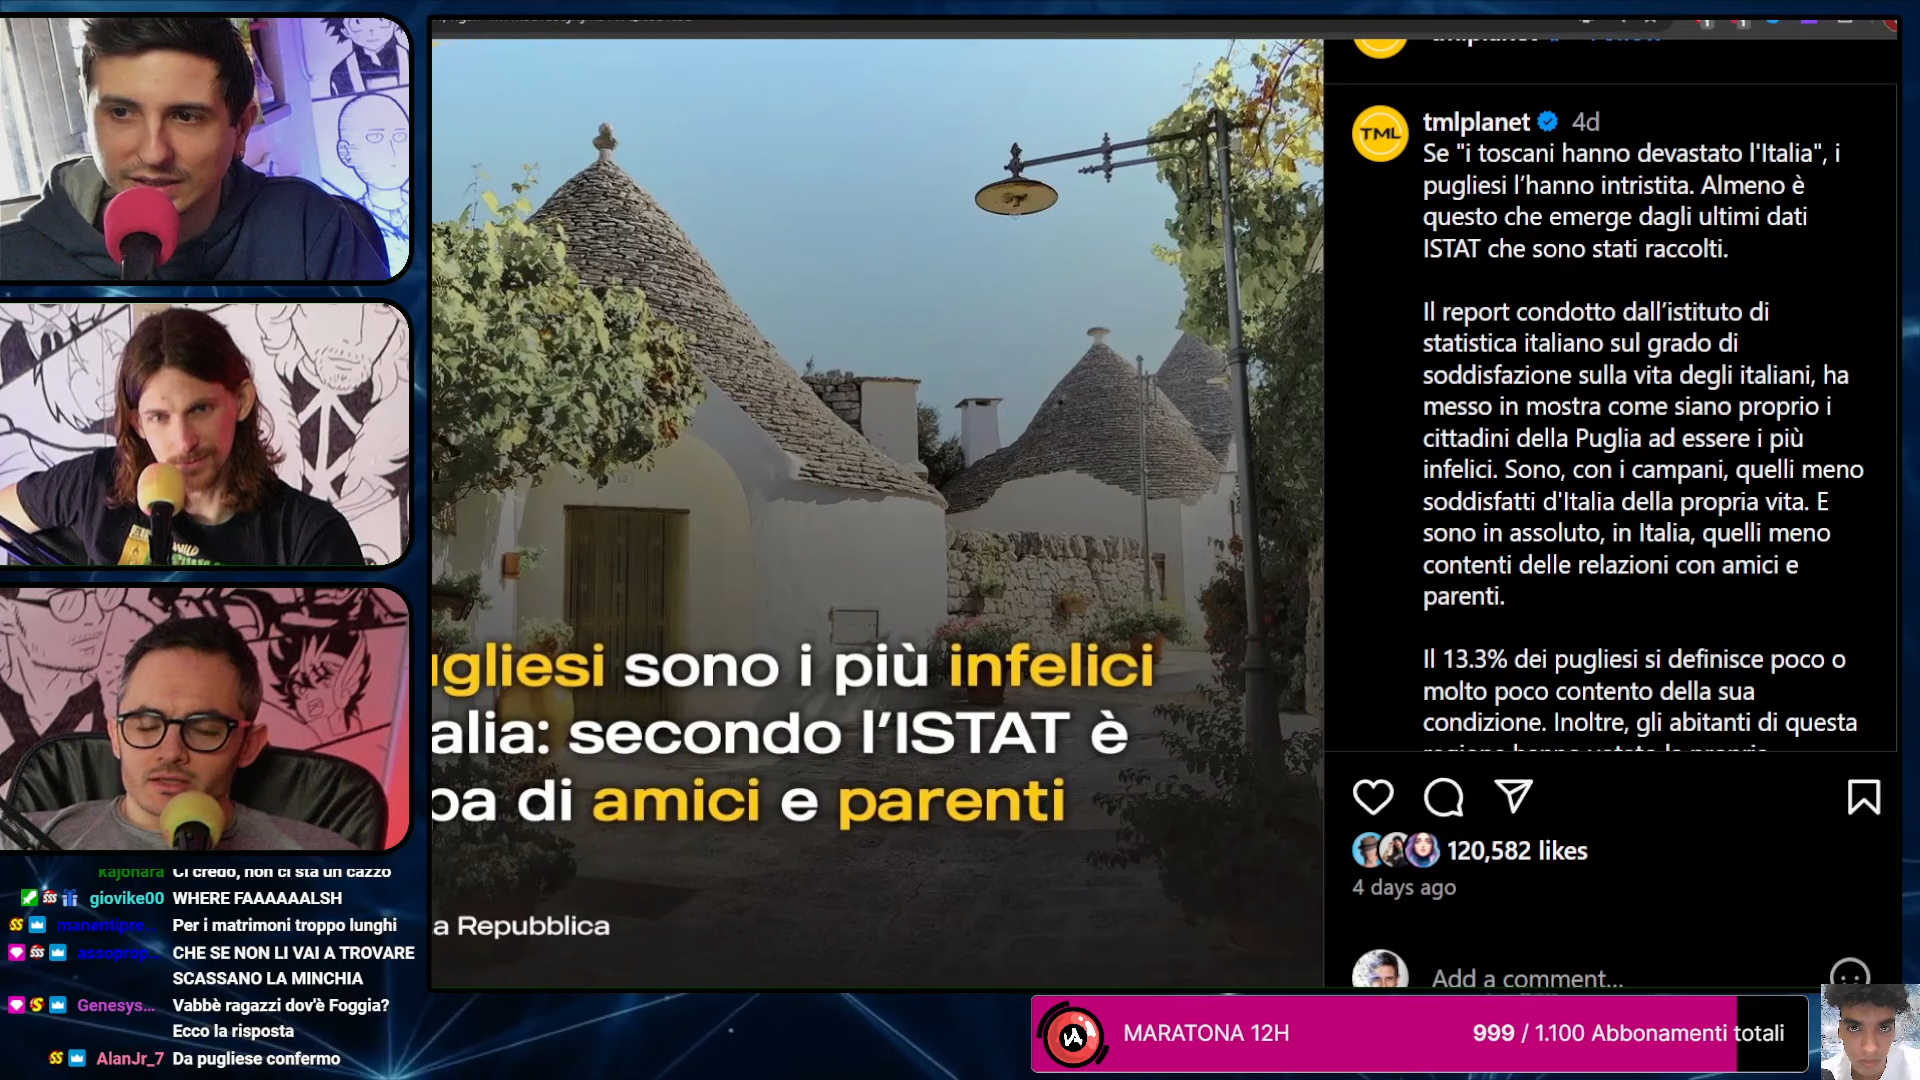 tmlplanet 4d
Se "i toscani hanno devastato l'Italia", i
pugliesi l’hanno intristita. Almeno è
questo che emerge dagli ultimi dati
ISTAT che sono stati raccolti.
Il report condotto dall’istituto di
statistica italiano sul grado di
soddisfazione sulla vita degli italiani, ha
messo in mostra come siano proprio i
cittadini della Puglia ad essere i più
infelici. Sono, con i campani, quelli meno
soddisfatti d'Italia della propria vita. E
sono in assoluto, in Italia, quelli meno
contenti delle relazioni con amici e
parenti.
Il 13.3% dei pugliesi si definisce poco o
molto poco contento della sua
condizione. Inoltre, gli abitanti di questa
TML
ugliesi sono i più infelici
alia: secondo l’ISTAT è
pa di amici e parenti
a Repubblica
120,582 likes
4 days ago
Add a comment...
kajonara Ci credo, non ci sta un cazzo
giovike00 WHERE FAAAAAALSH
manentipre... Per i matrimoni troppo lunghi
assoprop... CHE SE NON LI VAI A TROVARE
SCASSANO LA MINCHIA
Genesys... Vabbè ragazzi dov'è Foggia?
Ecco la risposta
AlanJr_7 Da pugliese confermo
MARATONA 12H 999 / 1.100 Abbonamenti totali